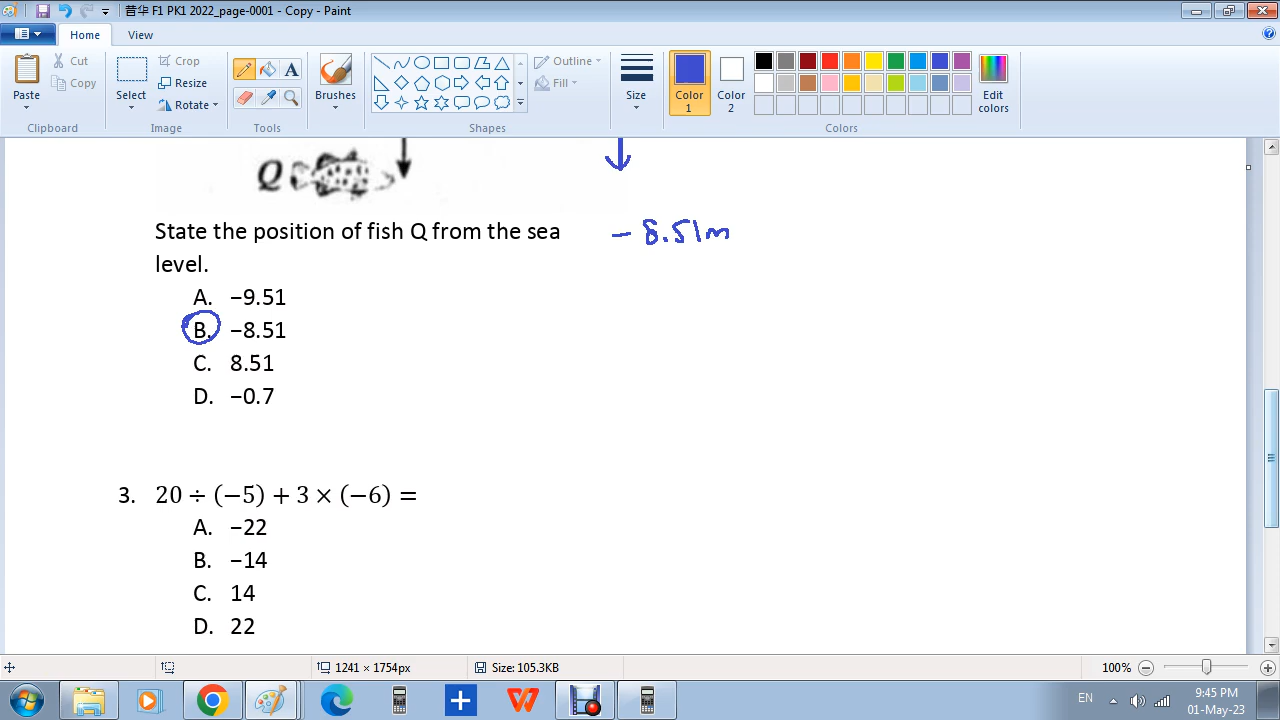 普华 F1 PK1 2022_page-0001 - Copy - Paint
Home View
Paste
Cut
Copy
Clipboard
Select
Crop
Resize
Rotate
Image
A
Tools
Brushes
Shapes
Outline
Fill
Size
Color 1
Color 2
Edit colors
Colors
Q
State the position of fish Q from the sea
level.
− 8.51m
A. −9.51
B. −8.51
C. 8.51
D. −0.7
3. 20 ÷ (−5) + 3 × (−6) =
A. −22
B. −14
C. 14
D. 22
1241 × 1754px
Size: 105.3KB
100%
EN
9:45 PM
01-May-23